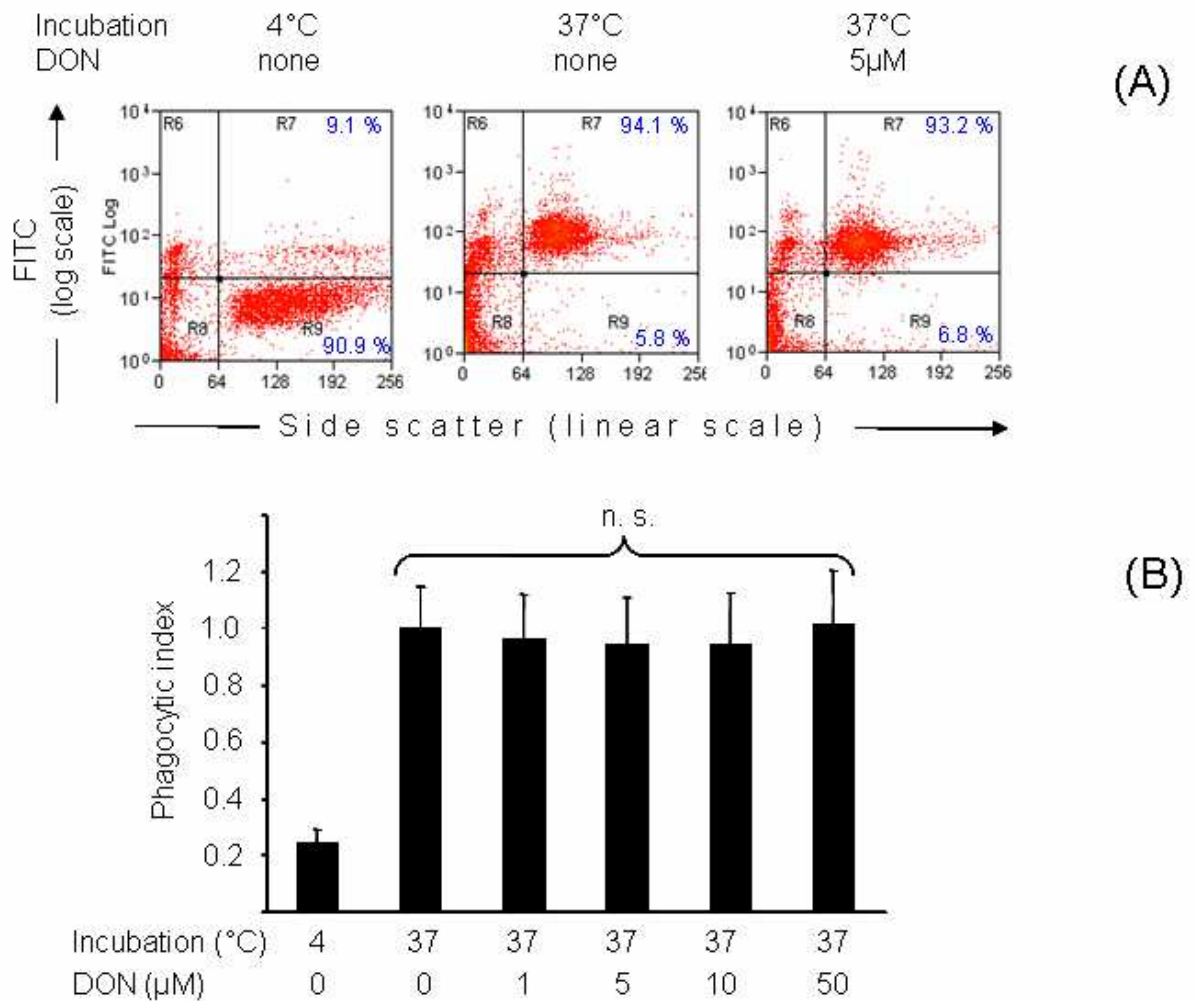 Incubation 4°C 37°C 37°C
DON none none 5µM
(A)
10⁴ R6 R7 9.1 % 10⁴ R6 R7 94.1 % 10⁴ R6 R7 93.2 %
10³ 10³ 10³
10² 10² 10²
10¹ 10¹ 10¹
R8 R9 R8 R9 R8 R9
90.9 % 5.8 % 6.8 %
10⁰ 10⁰ 10⁰
0 64 128 192 256 0 64 128 192 256 0 64 128 192 256
FITC
(log scale)
FITC Log
Side scatter (linear scale)
n. s.
(B)
Phagocytic index
1.2
1.0
0.8
0.6
0.4
0.2
Incubation (°C) 4 37 37 37 37 37
DON (µM) 0 0 1 5 10 50